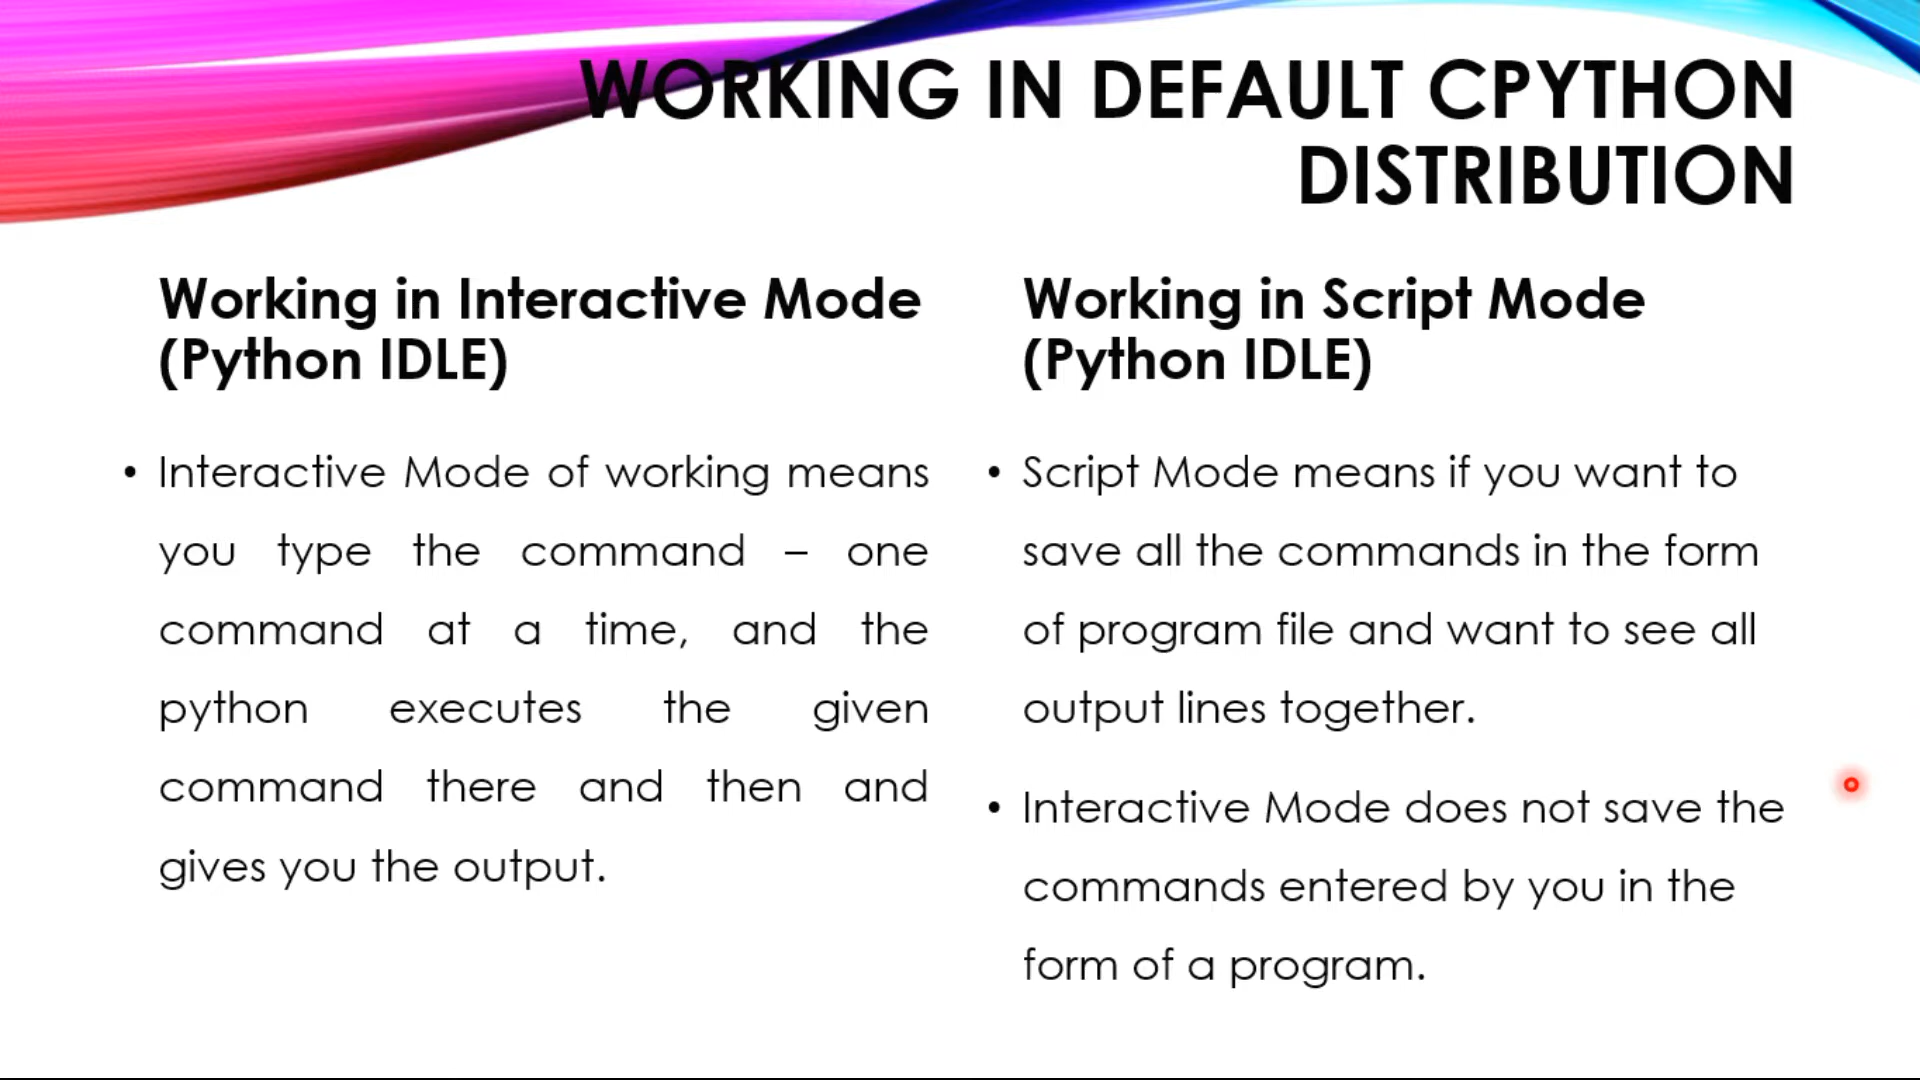 WORKING IN DEFAULT CPYTHON
DISTRIBUTION
Working in Interactive Mode
(Python IDLE)
• Interactive Mode of working means
you type the command – one
command at a time, and the
python executes the given
command there and then and
gives you the output.
Working in Script Mode
(Python IDLE)
• Script Mode means if you want to
save all the commands in the form
of program file and want to see all
output lines together.
• Interactive Mode does not save the
commands entered by you in the
form of a program.